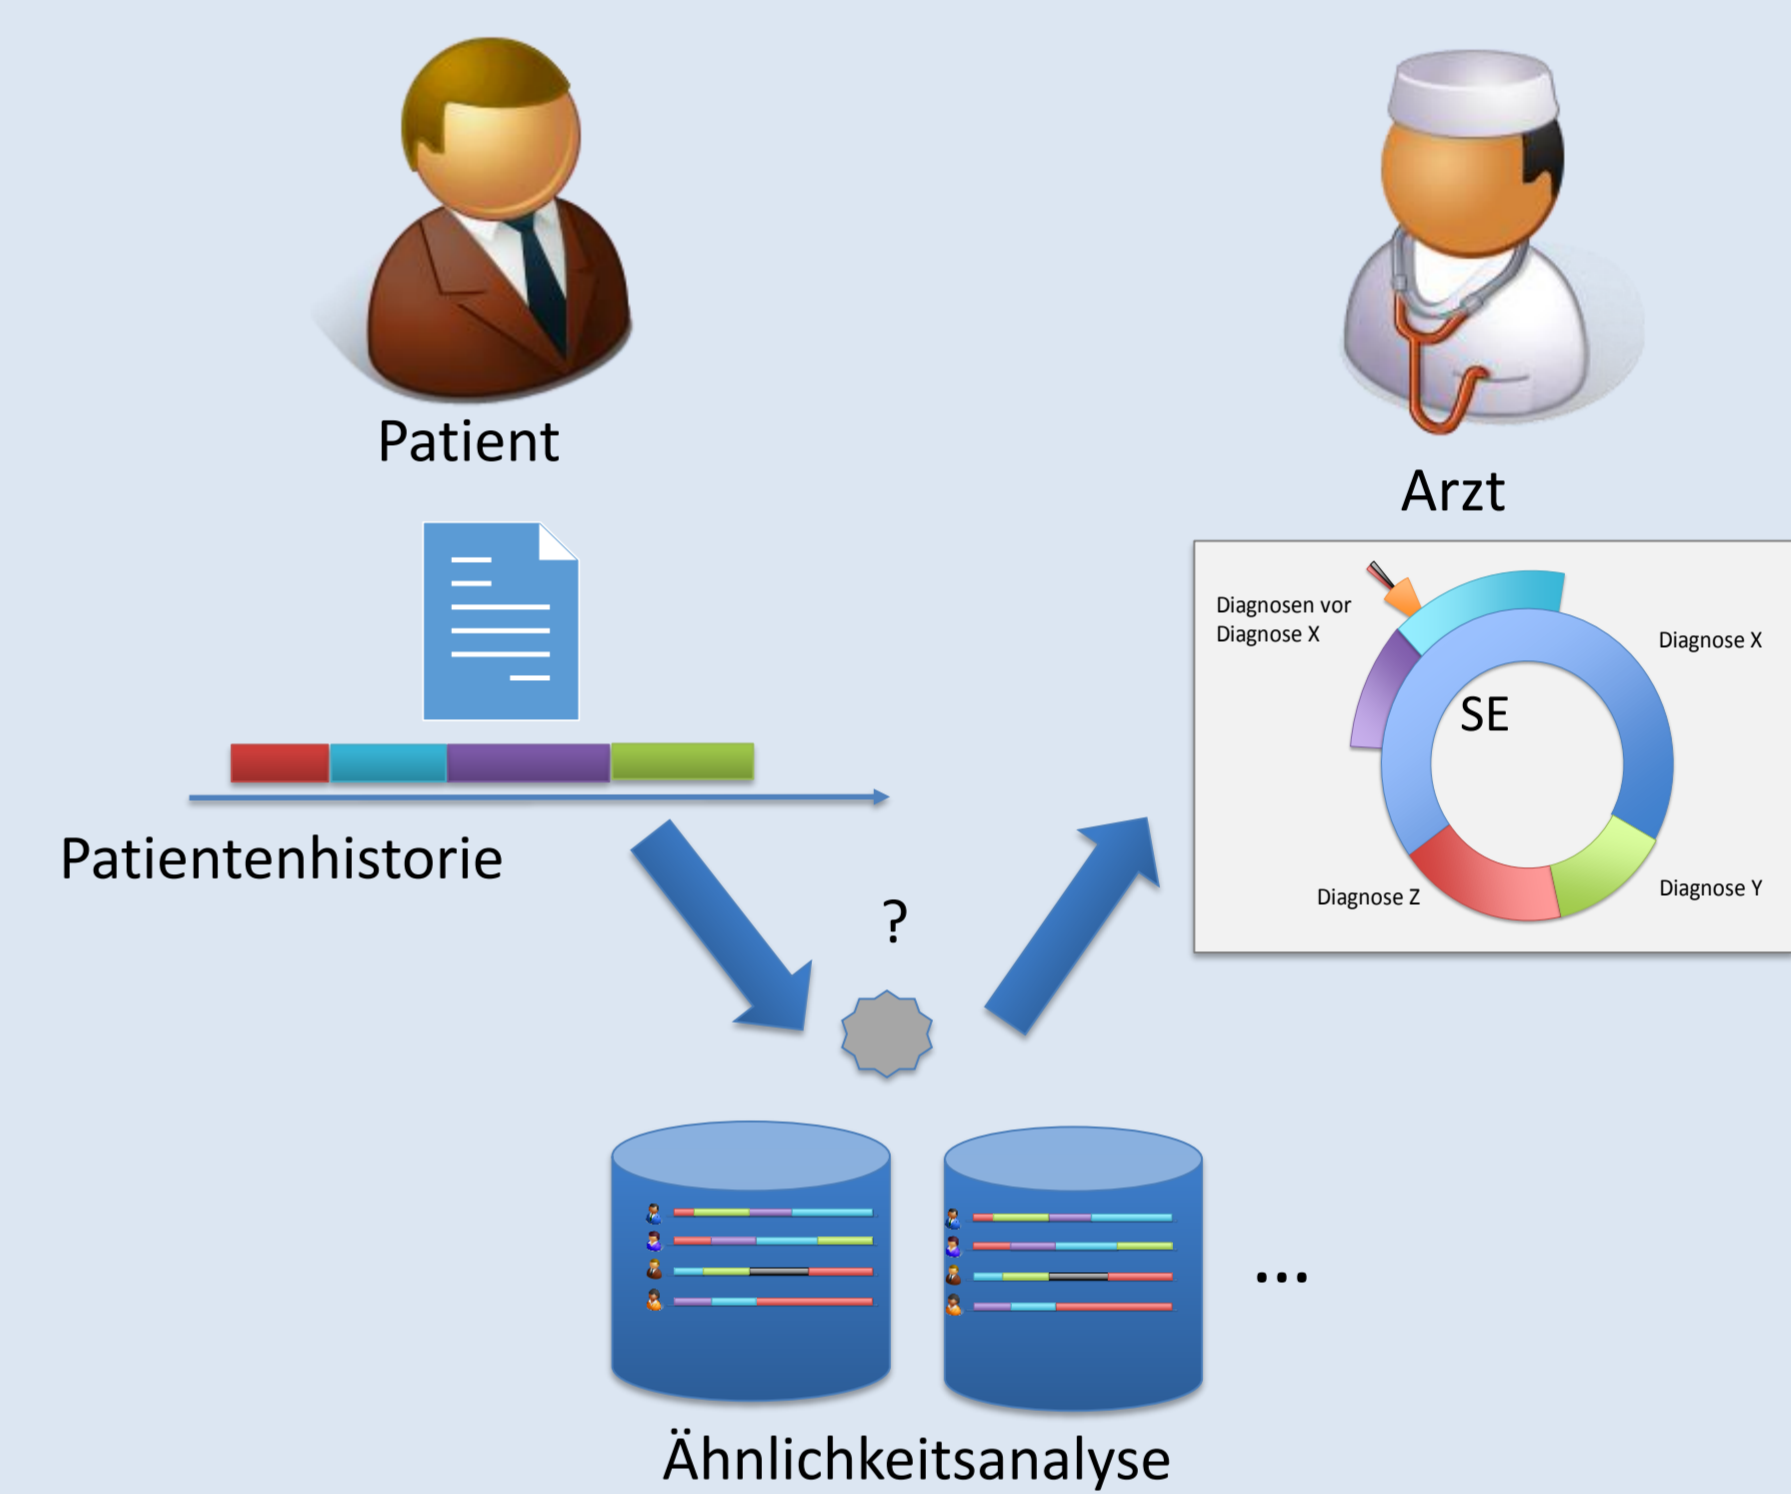 Patient
Arzt
Diagnosen vor
Diagnose X
Diagnose X
SE
Diagnose Z
Diagnose Y
Patientenhistorie
?
...
Ähnlichkeitsanalyse